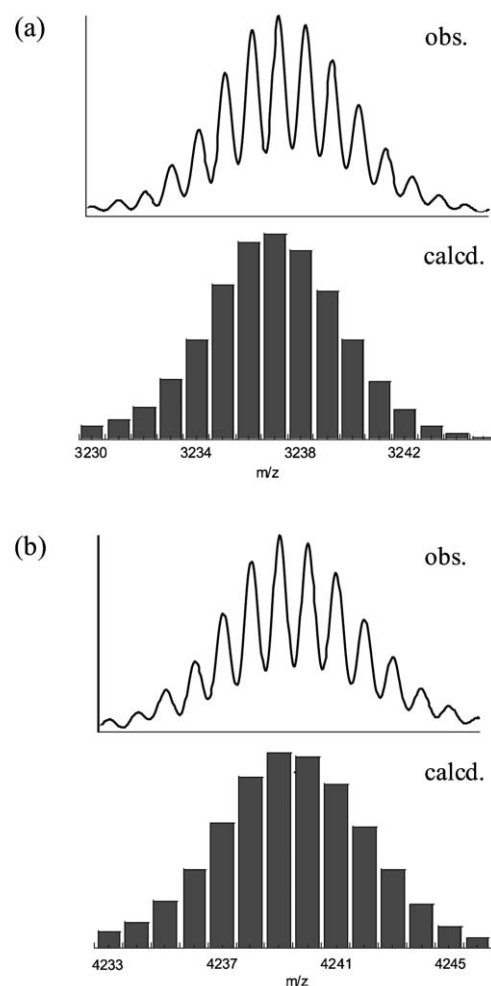 (a)
obs.
calcd.
3230 3234 3238 3242
m/z
(b)
obs.
calcd.
4233 4237 4241 4245
m/z